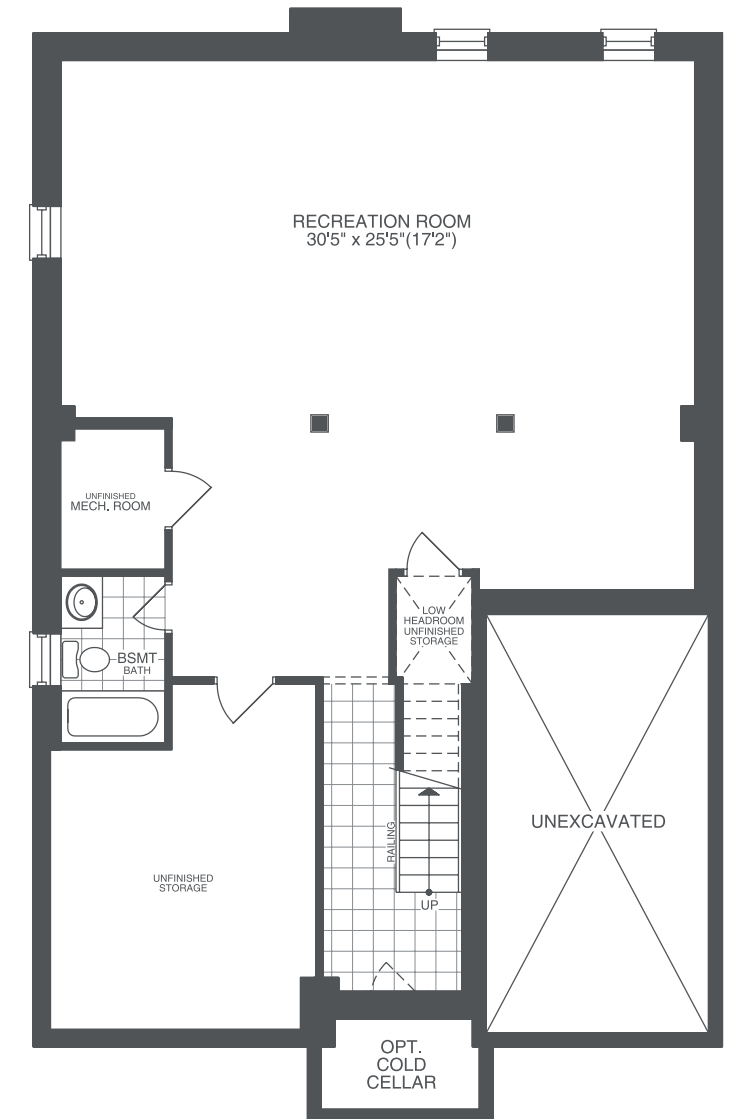 RECREATION ROOM
30'5" x 25'5"(17'2")
UNFINISHED
MECH. ROOM
LOW
HEADROOM
UNFINISHED
STORAGE
BSMT
BATH
UNEXCAVATED
RAILING
UNFINISHED
STORAGE
UP
OPT.
COLD
CELLAR